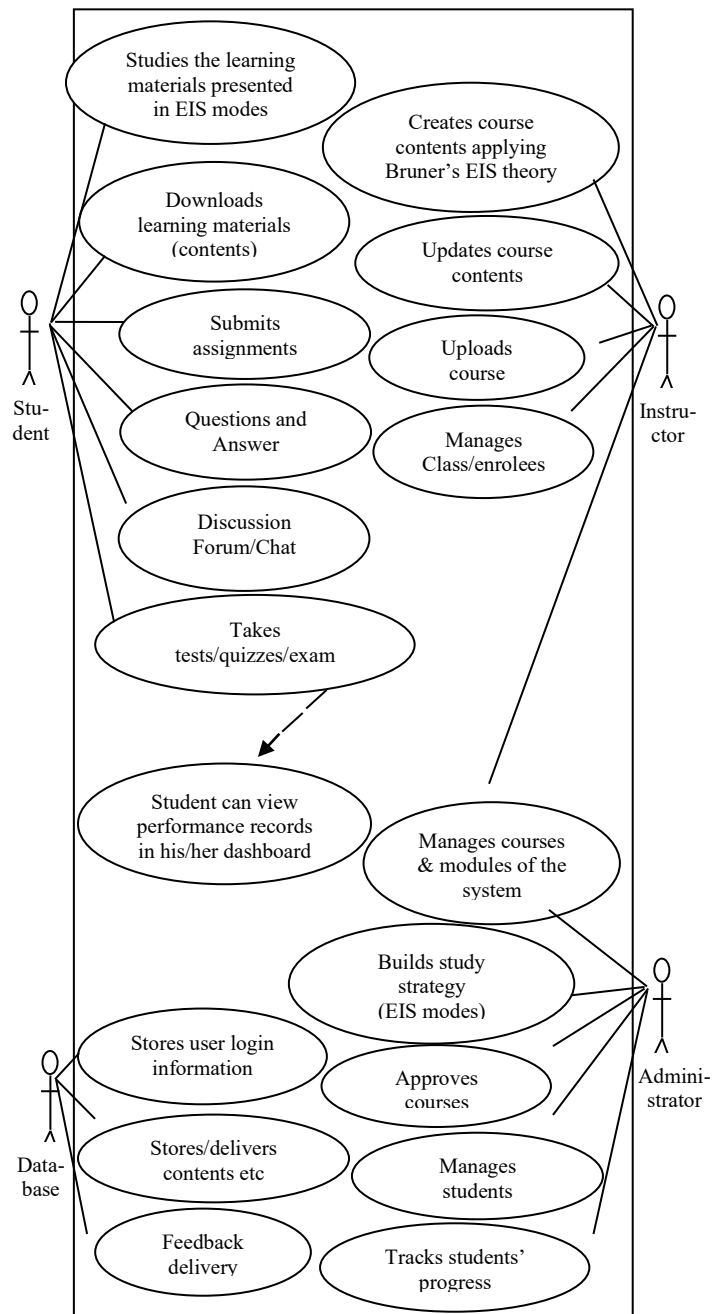 Studies the learning
materials presented
in EIS modes
Creates course
contents applying
Bruner's EIS theory
Downloads
learning materials
(contents)
Updates course
contents
Submits
assignments
Uploads
course
Stu-
dent
Instru-
ctor
Questions and
Answer
Manages
Class/enrolees
Discussion
Forum/Chat
Takes
tests/quizzes/exam
Student can view
performance records
in his/her dashboard
Manages courses
& modules of the
system
Builds study
strategy
(EIS modes)
Stores user login
information
Approves
courses
Admini-
strator
Stores/delivers
contents etc
Data-
base
Manages
students
Feedback
delivery
Tracks students'
progress